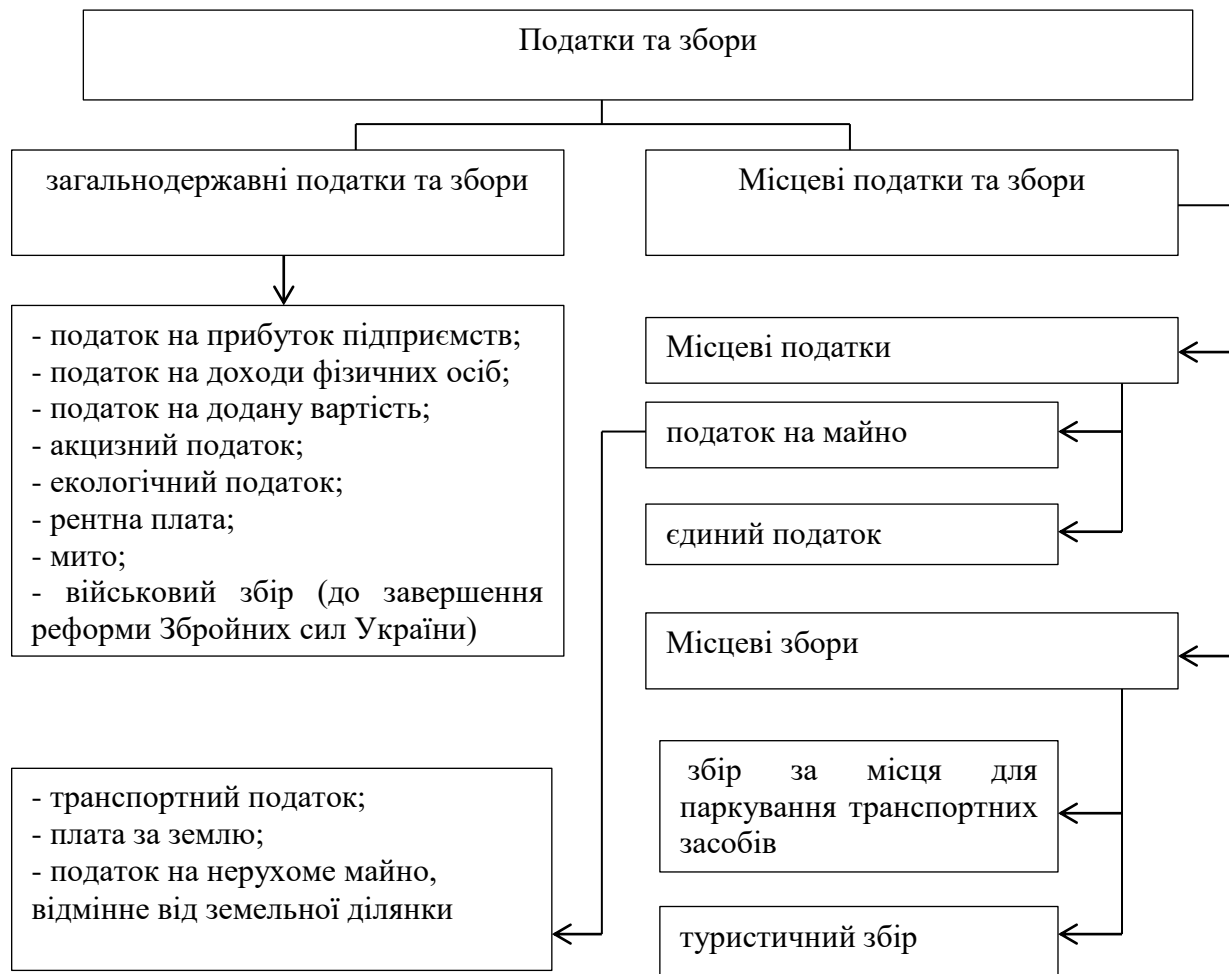 Податки та збори
загальнодержавні податки та збори
Місцеві податки та збори
- податок на прибуток підприємств;
- податок на доходи фізичних осіб;
- податок на додану вартість;
- акцизний податок;
- екологічний податок;
- рентна плата;
- мито;
- військовий збір (до завершення
реформи Збройних сил України)
Місцеві податки
податок на майно
єдиний податок
Місцеві збори
збір за місця для
паркування транспортних
засобів
туристичний збір
- транспортний податок;
- плата за землю;
- податок на нерухоме майно,
відмінне від земельної ділянки